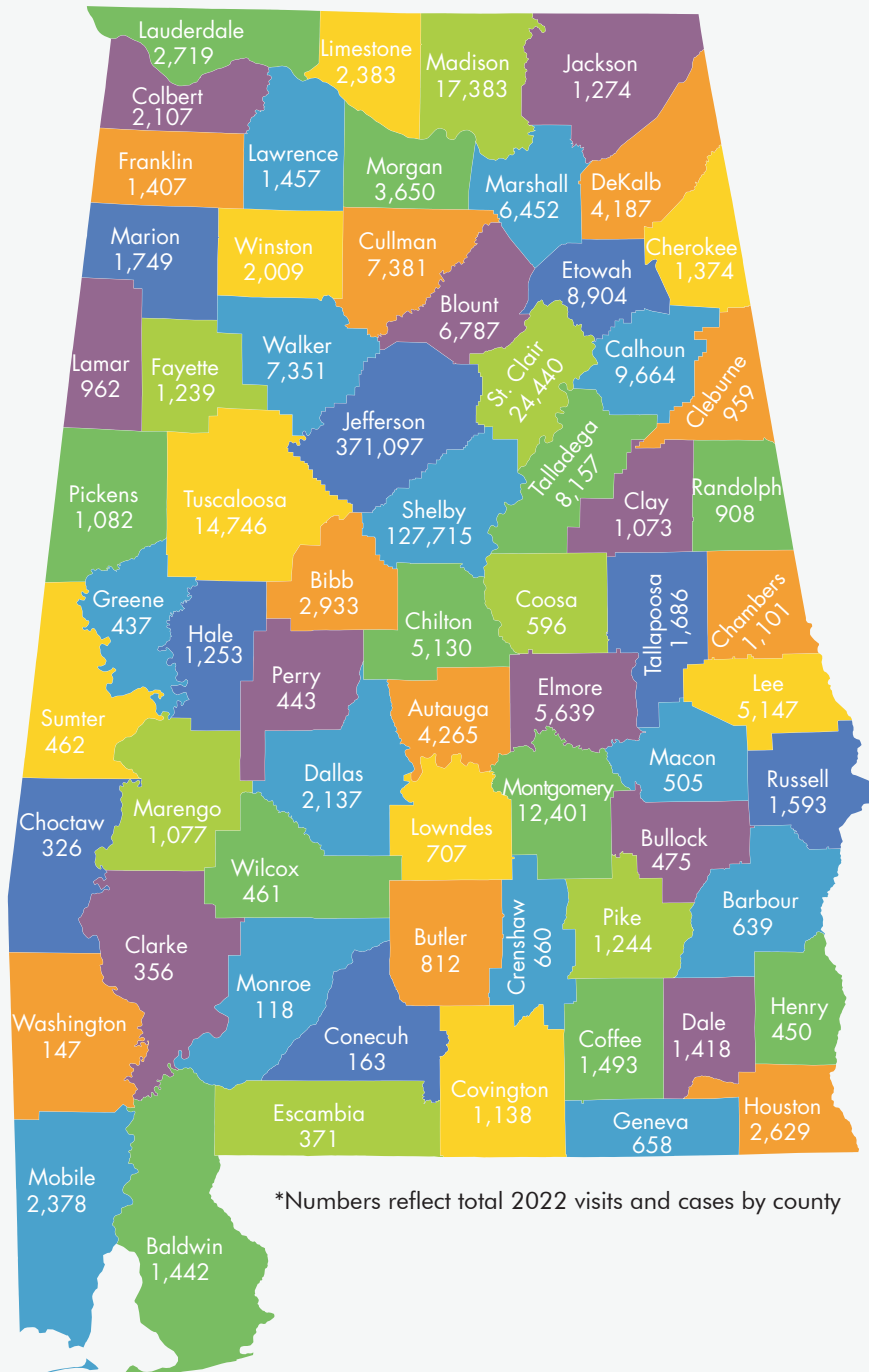 Lauderdale
2,719
Limestone
2,383
Madison
17,383
Jackson
1,274
Colbert
2,107
Franklin
1,407
Lawrence
1,457
Morgan
3,650
Marshall
6,452
DeKalb
4,187
Cherokee
1,374
Marion
1,749
Winston
2,009
Cullman
7,381
Blount
6,787
Etowah
8,904
Lamar
962
Fayette
1,239
Walker
7,351
Jefferson
371,097
St. Clair
24,440
Calhoun
9,664
Cleburne
959
Pickens
1,082
Tuscaloosa
14,746
Shelby
127,715
Talladega
8,157
Clay
1,073
Randolph
908
Greene
437
Hale
1,253
Bibb
2,933
Chilton
5,130
Coosa
596
Tallapoosa
1,686
Chambers
1,101
Sumter
462
Perry
443
Autauga
4,265
Elmore
5,639
Lee
5,147
Choctaw
326
Marengo
1,077
Dallas
2,137
Lowndes
707
Montgomery
12,401
Macon
505
Russell
1,593
Wilcox
461
Bullock
475
Clarke
356
Butler
812
Crenshaw
660
Pike
1,244
Barbour
639
Washington
147
Monroe
118
Conecuh
163
Coffee
1,493
Dale
1,418
Henry
450
Escambia
371
Covington
1,138
Geneva
658
Houston
2,629
Mobile
2,378
Baldwin
1,442
*Numbers reflect total 2022 visits and cases by county